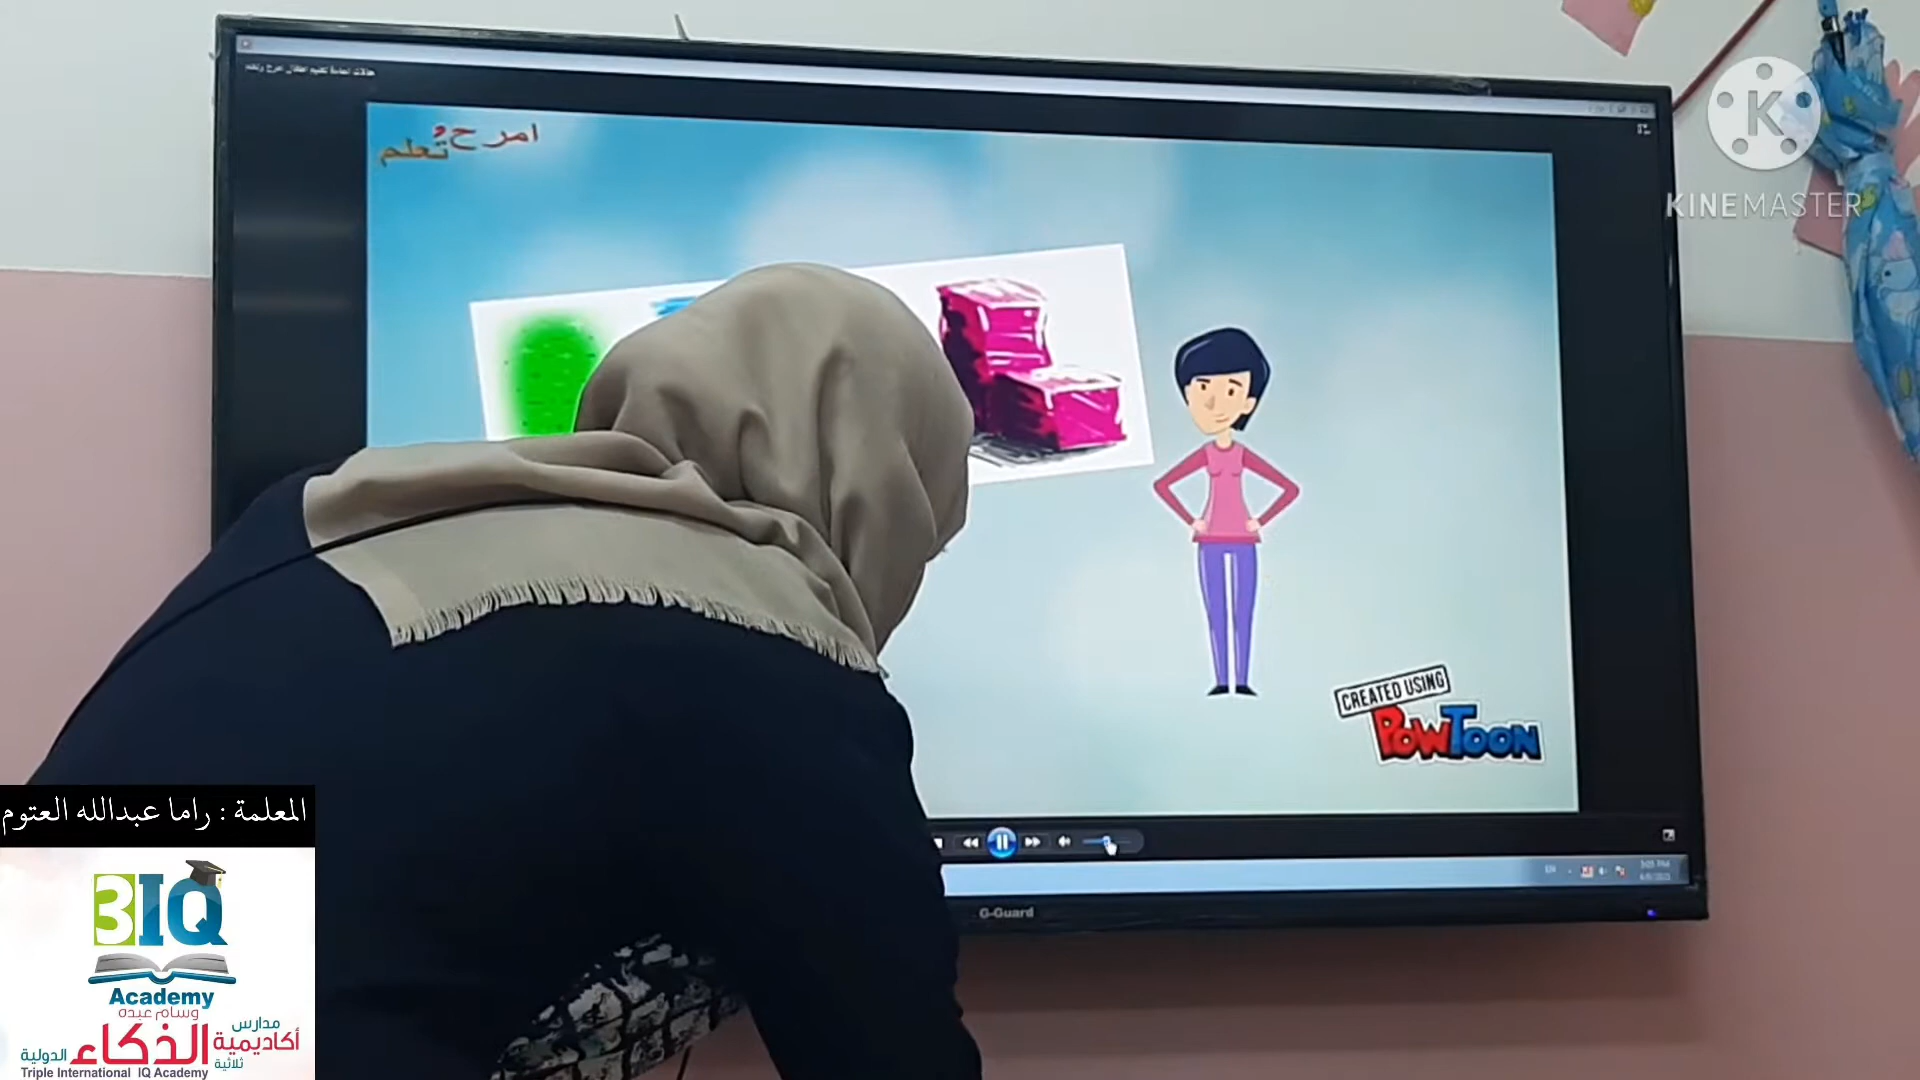 امرح وتعلم
KINEMASTER
CREATED USING
POWTOON
G-Guard
EN
المعلمة : راما عبدالله العتوم
3IQ
Academy
وسام عبده
مدارس
أكاديمية الذكاء الدولية
ثلاثية
Triple International IQ Academy